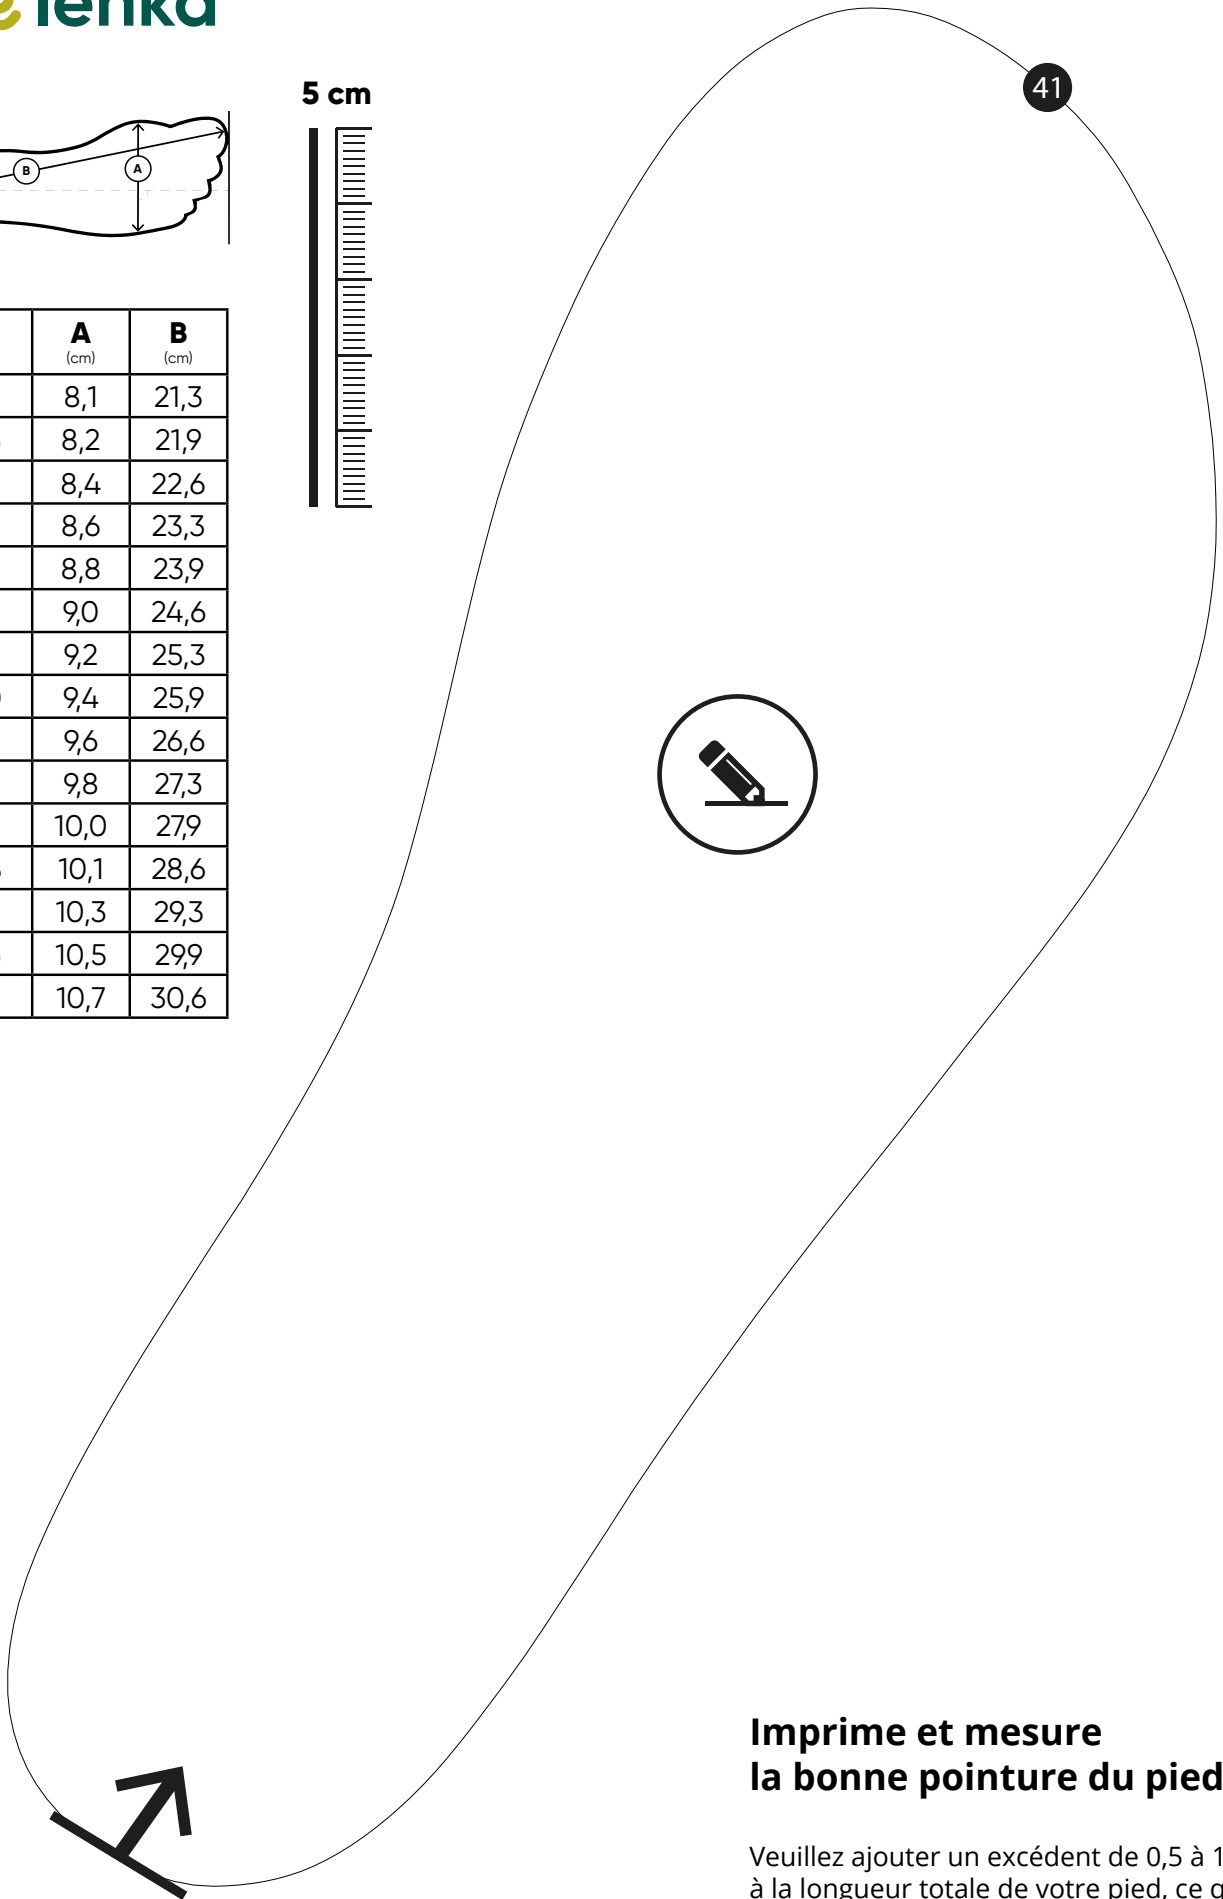 lenka
5 cm
41
B
A
A B
(cm) (cm)
8,1 21,3
8,2 21,9
8,4 22,6
8,6 23,3
8,8 23,9
9,0 24,6
9,2 25,3
9,4 25,9
9,6 26,6
9,8 27,3
10,0 27,9
10,1 28,6
10,3 29,3
10,5 29,9
10,7 30,6
Imprime et mesure
la bonne pointure du pied
Veuillez ajouter un excédent de 0,5 à 1
à la longueur totale de votre pied, ce